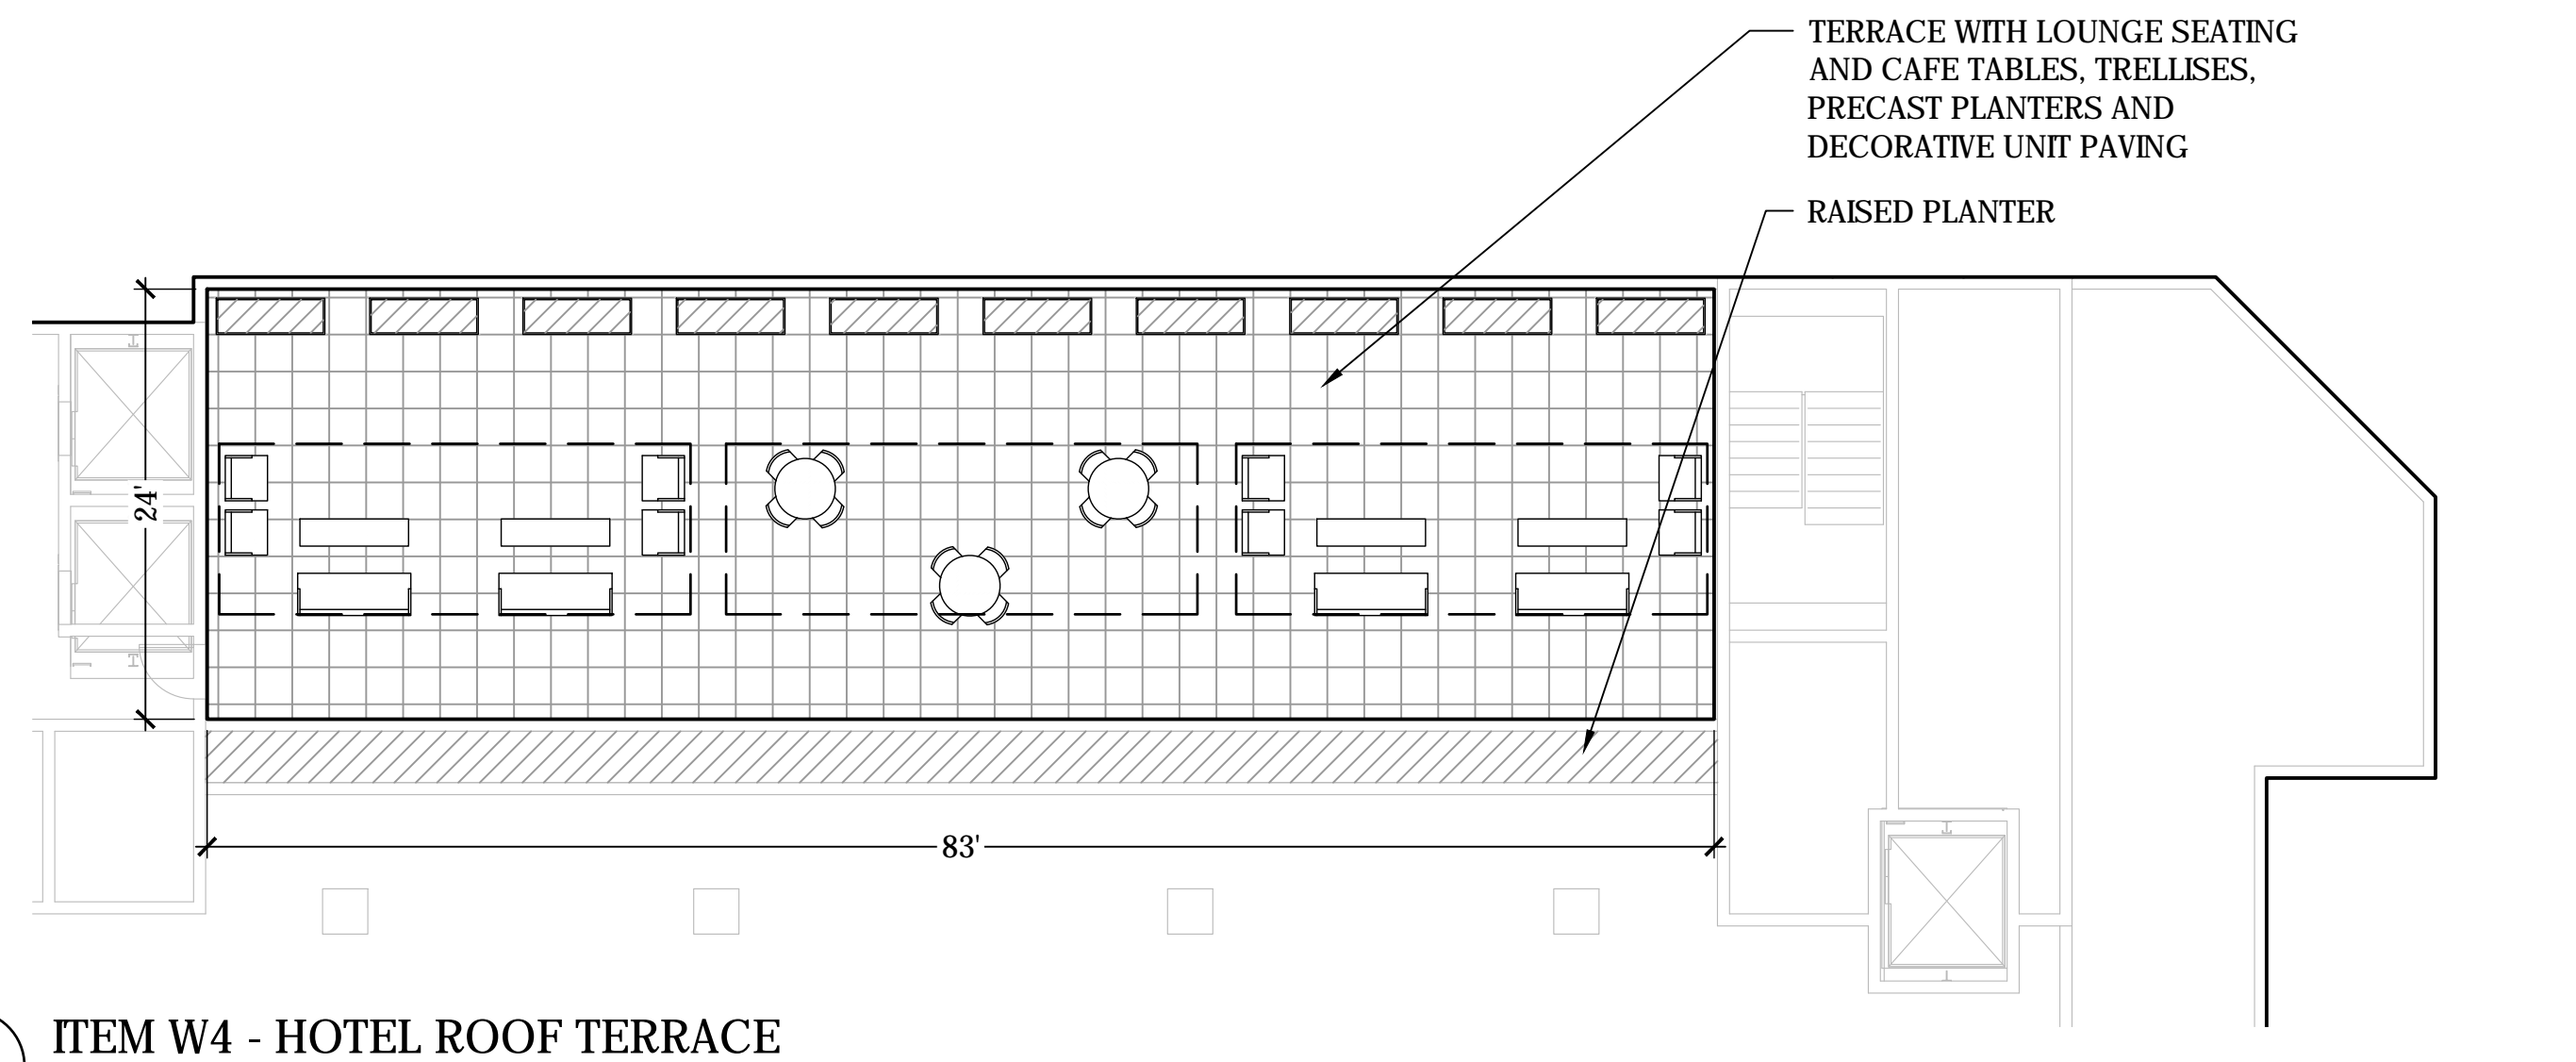 TERRACE WITH LOUNGE SEATING
AND CAFE TABLES, TRELLISES,
PRECAST PLANTERS AND
DECORATIVE UNIT PAVING
RAISED PLANTER
24'
83'
ITEM W4 - HOTEL ROOF TERRACE